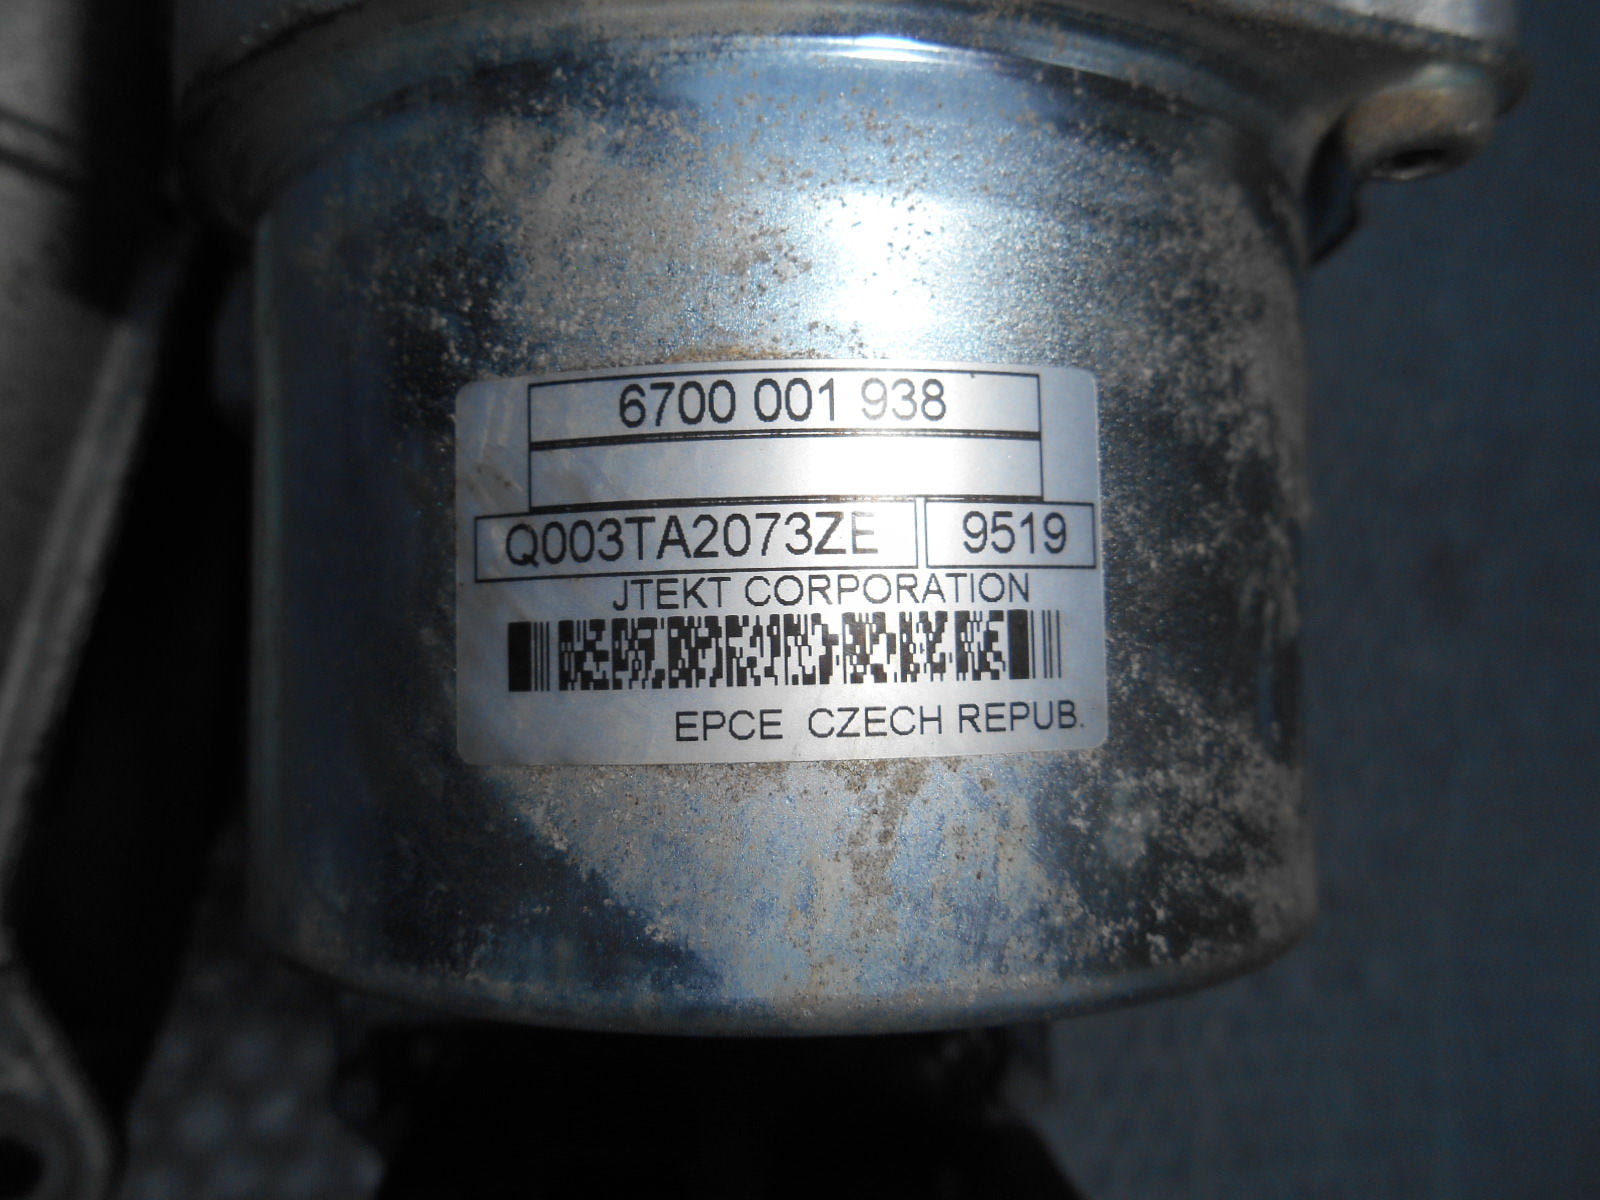 6700 001 938
Q003TA2073ZE 9519
JTEKT CORPORATION
EPCE CZECH REPUB.